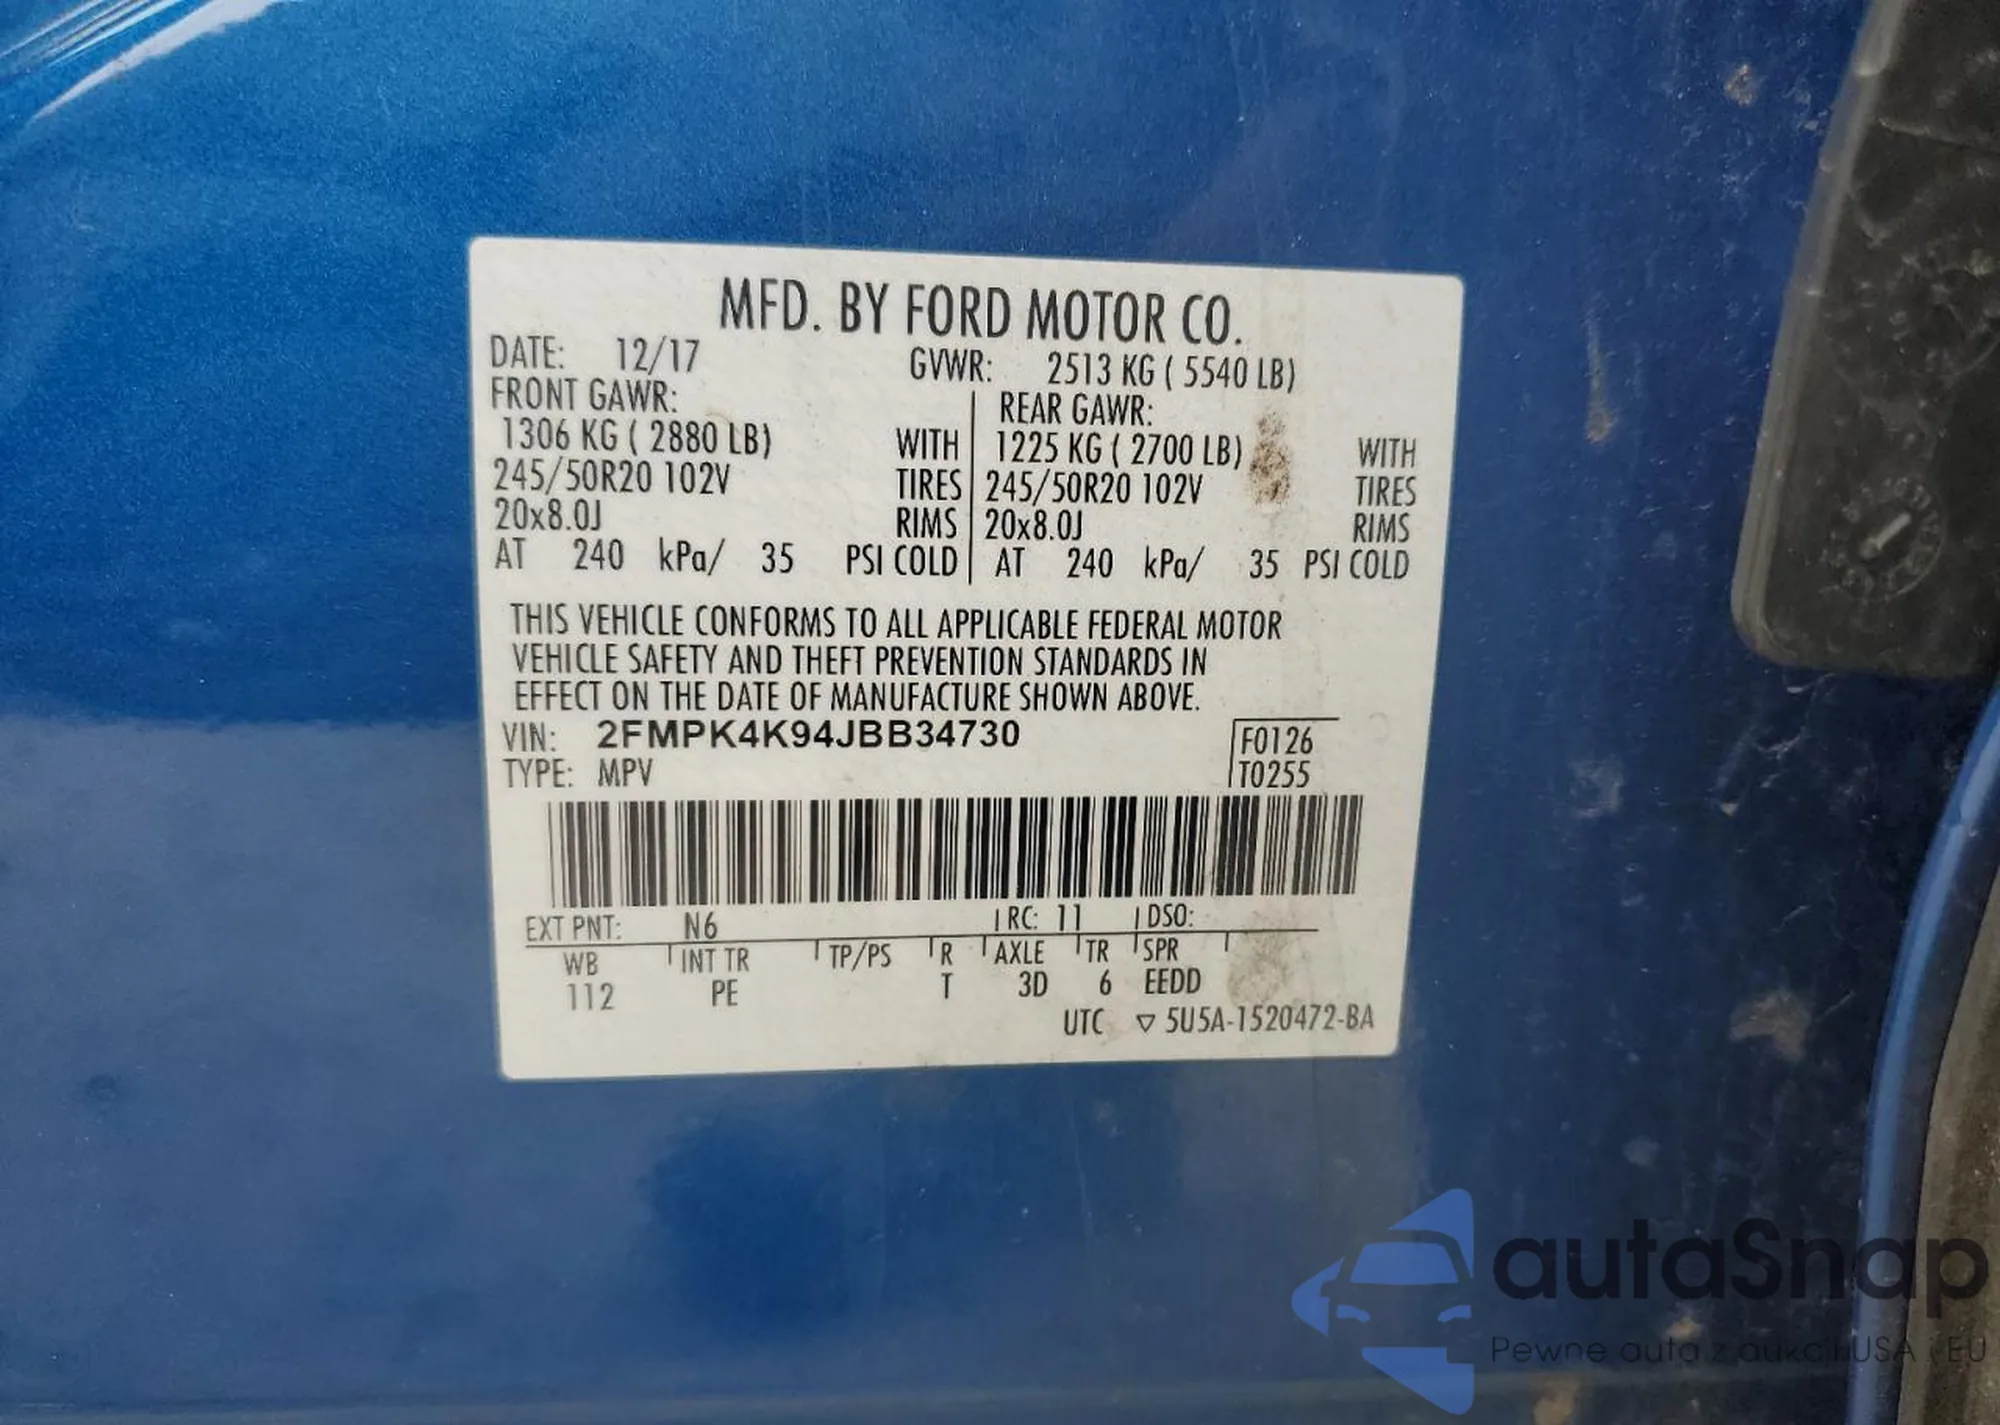 MFD. BY FORD MOTOR CO.
DATE: 12/17 GVWR: 2513 KG ( 5540 LB)
FRONT GAWR: REAR GAWR:
1306 KG ( 2880 LB) WITH 1225 KG ( 2700 LB) WITH
245/50R20 102V TIRES 245/50R20 102V TIRES
20x8.0J RIMS 20x8.0J RIMS
AT 240 kPa/ 35 PSI COLD AT 240 kPa/ 35 PSI COLD
THIS VEHICLE CONFORMS TO ALL APPLICABLE FEDERAL MOTOR
VEHICLE SAFETY AND THEFT PREVENTION STANDARDS IN
EFFECT ON THE DATE OF MANUFACTURE SHOWN ABOVE.
VIN: 2FMPK4K94JBB34730 F0126
TYPE: MPV T0255
EXT PNT: N6 RC: 11 DSO:
WB INT TR TP/PS R AXLE TR SPR
112 PE T 3D 6 EEDD
UTC ▽ 5U5A-1520472-BA
autaSnap
Pewne auta z aukcji USA i EU